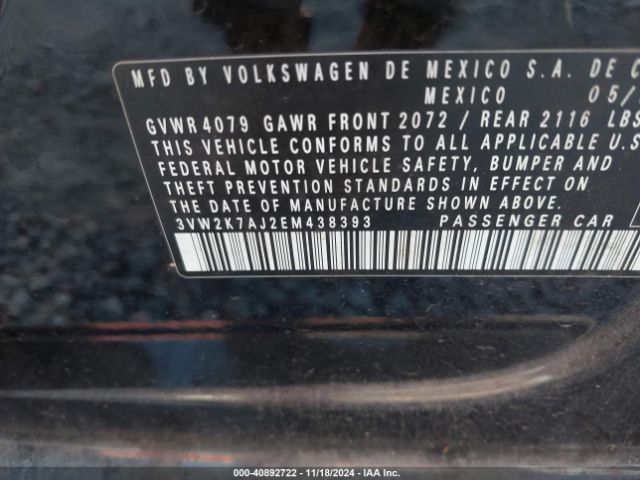 MFD BY VOLKSWAGEN DE MEXICO S.A. DE C
MEXICO 05/
GVWR 4079 GAWR FRONT 2072 / REAR 2116 LBS
THIS VEHICLE CONFORMS TO ALL APPLICABLE U.S
FEDERAL MOTOR VEHICLE SAFETY, BUMPER AND
THEFT PREVENTION STANDARDS IN EFFECT ON
THE DATE OF MANUFACTURE SHOWN ABOVE.
3VW2K7AJ2EM438393 PASSENGER CAR
000-40892722 - 11/18/2024 - IAA Inc.